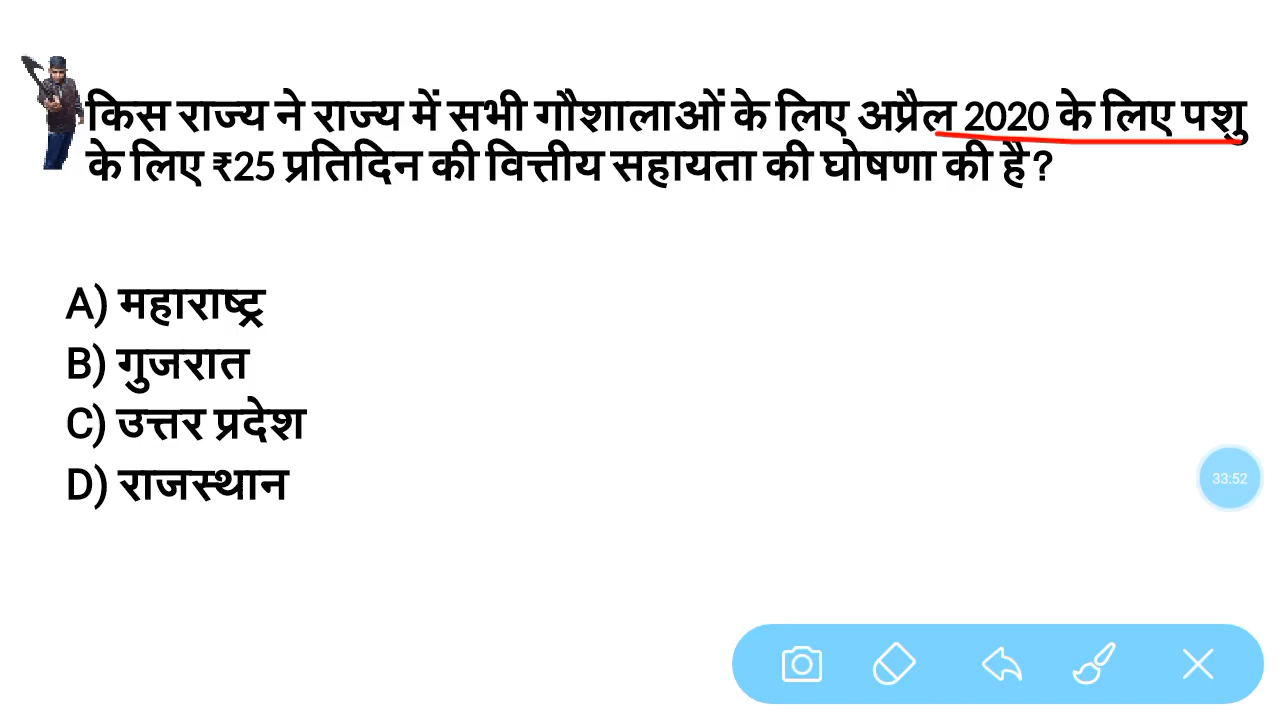 किस राज्य ने राज्य में सभी गौशालाओं के लिए अप्रैल 2020 के लिए पशु
के लिए ₹25 प्रतिदिन की वित्तीय सहायता की घोषणा की है?
A) महाराष्ट्र
B) गुजरात
C) उत्तर प्रदेश
D) राजस्थान
33:52